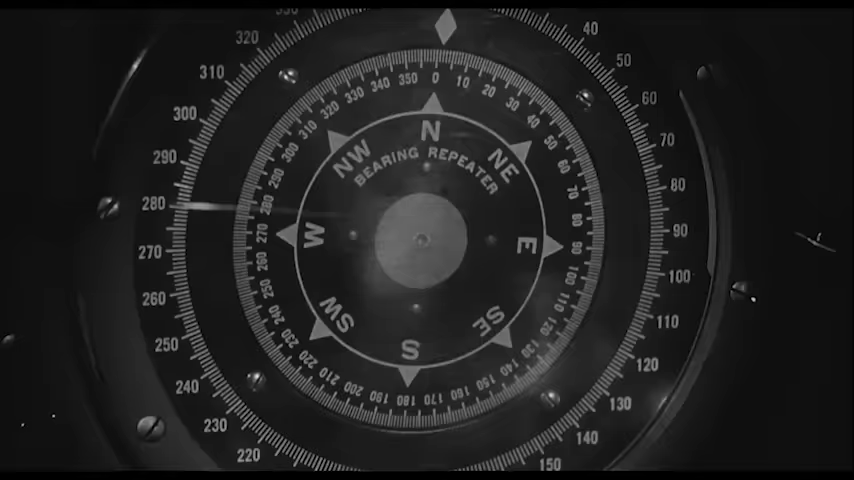 N
NE
E
SE
S
SW
W
NW
BEARING REPEATER
0 10 20 30 40 50 60 70 80 90 100 110 120 130 140 150 160 170 180 190 200 210 220 230 240 250 260 270 280 290 300 310 320 330 340 350
40 50 60 70 80 90 100 110 120 130 140 150
220 230 240 250 260 270 280 290 300 310 320